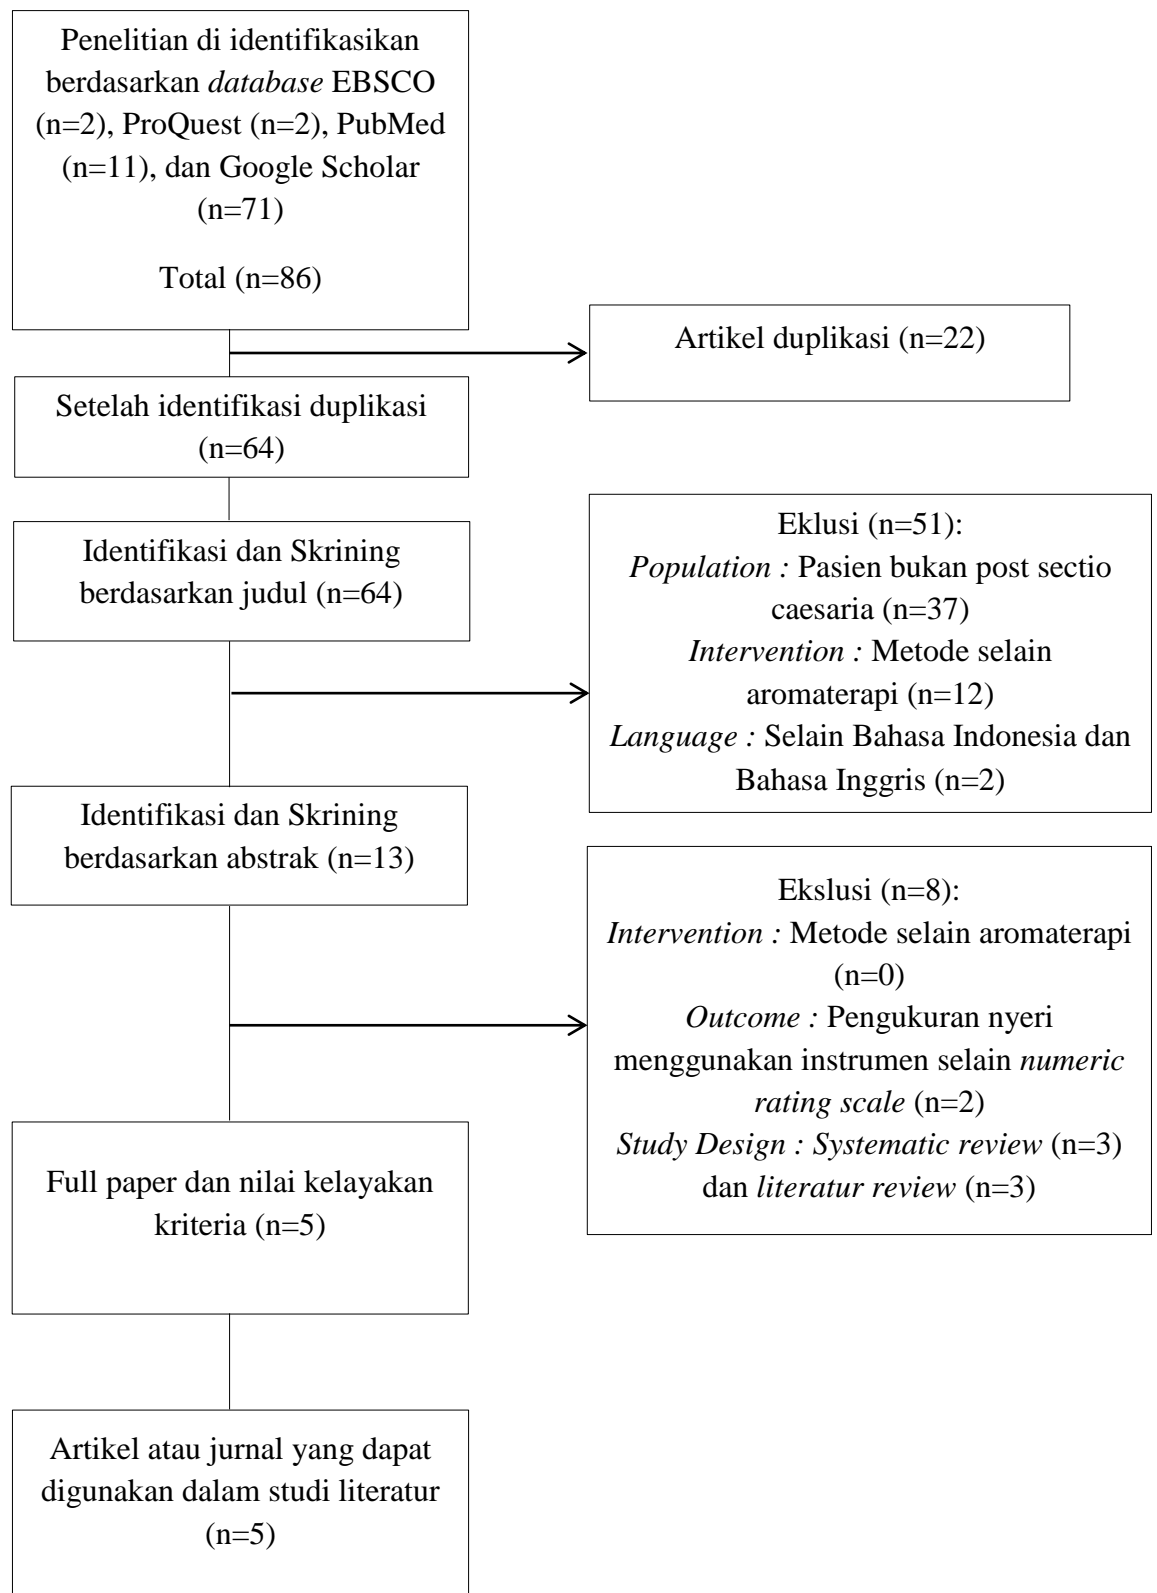 Penelitian di identifikasikan
berdasarkan database EBSCO
(n=2), ProQuest (n=2), PubMed
(n=11), dan Google Scholar
(n=71)
Total (n=86)
Artikel duplikasi (n=22)
Setelah identifikasi duplikasi
(n=64)
Identifikasi dan Skrining
berdasarkan judul (n=64)
Eklusi (n=51):
Population : Pasien bukan post sectio
caesaria (n=37)
Intervention : Metode selain
aromaterapi (n=12)
Language : Selain Bahasa Indonesia dan
Bahasa Inggris (n=2)
Identifikasi dan Skrining
berdasarkan abstrak (n=13)
Ekslusi (n=8):
Intervention : Metode selain aromaterapi
(n=0)
Outcome : Pengukuran nyeri
menggunakan instrumen selain numeric
rating scale (n=2)
Study Design : Systematic review (n=3)
dan literatur review (n=3)
Full paper dan nilai kelayakan
kriteria (n=5)
Artikel atau jurnal yang dapat
digunakan dalam studi literatur
(n=5)